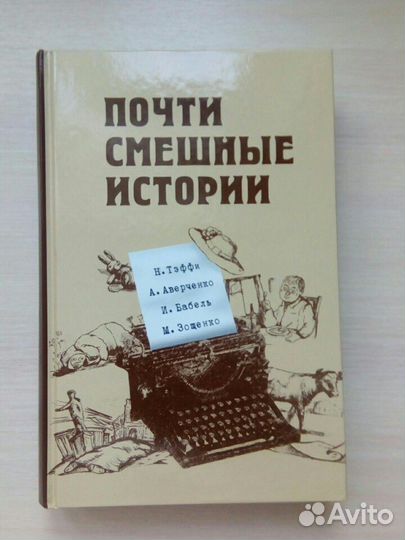 ПОЧТИ
СМЕШНЫЕ
ИСТОРИИ
Н.Тэффи
А.Аверченко
И.Бабель
М.Зощенко
Avito